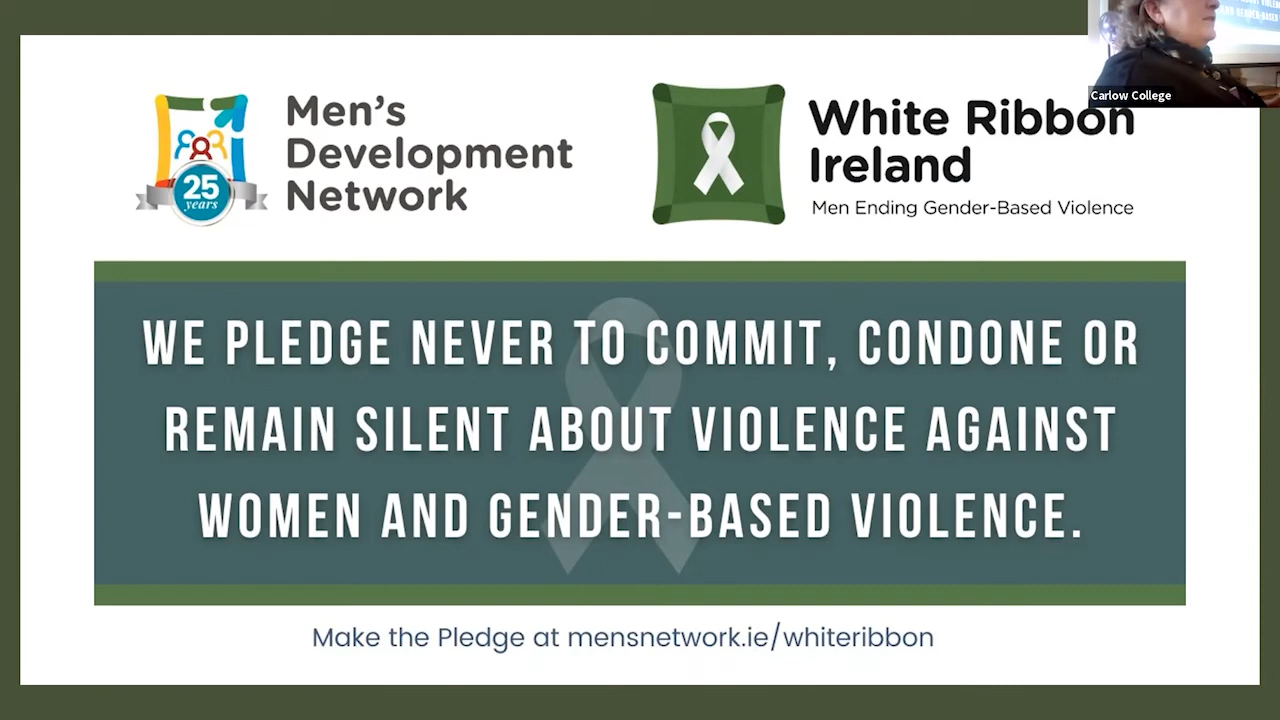 Men's
Development
Network
25
years
White Ribbon
Ireland
Men Ending Gender-Based Violence
Carlow College
WE PLEDGE NEVER TO COMMIT, CONDONE OR
REMAIN SILENT ABOUT VIOLENCE AGAINST
WOMEN AND GENDER-BASED VIOLENCE.
Make the Pledge at mensnetwork.ie/whiteribbon